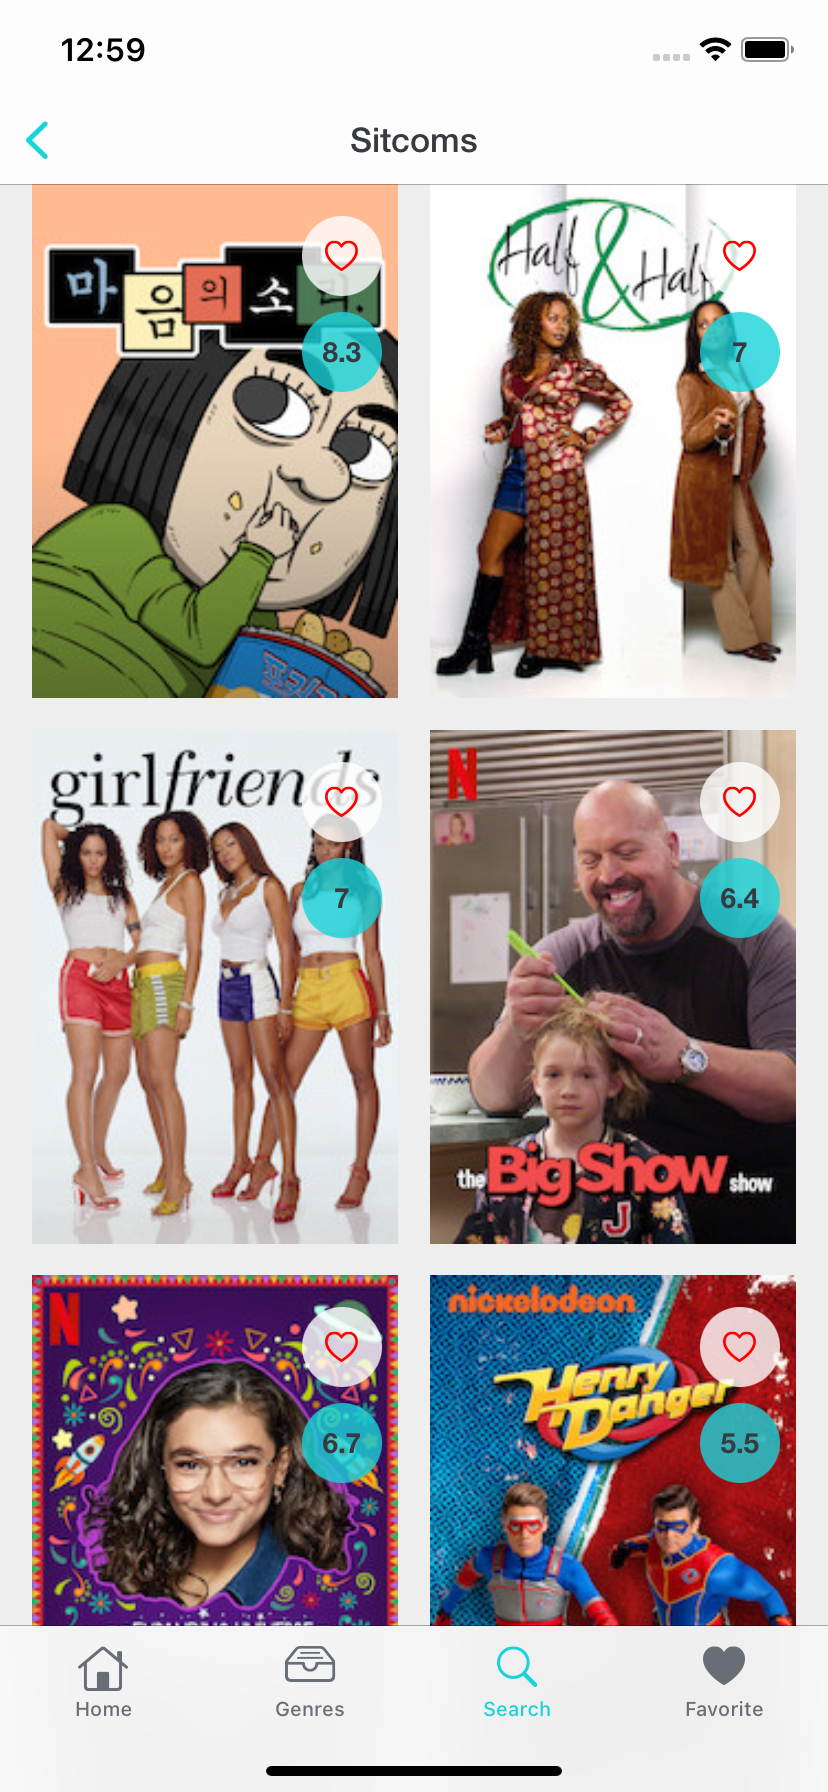 12:59
Sitcoms
마음의소리.
8.3
Half & Half
7
girlfriends
7
N
6.4
the Big Show show
J
N
6.7
nickelodeon
Henry
Danger
5.5
Home
Genres
Search
Favorite